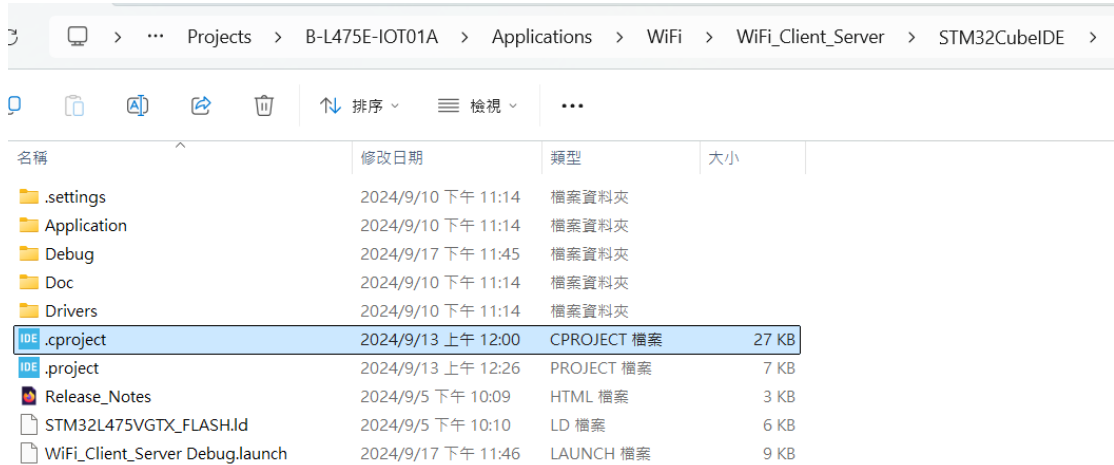 > ··· Projects > B-L475E-IOT01A > Applications > WiFi > WiFi_Client_Server > STM32CubeIDE >
排序 檢視 ···
名稱 修改日期 類型 大小
.settings 2024/9/10 下午 11:14 檔案資料夾
Application 2024/9/10 下午 11:14 檔案資料夾
Debug 2024/9/17 下午 11:45 檔案資料夾
Doc 2024/9/10 下午 11:14 檔案資料夾
Drivers 2024/9/10 下午 11:14 檔案資料夾
IDE .cproject 2024/9/13 上午 12:00 CPROJECT 檔案 27 KB
IDE .project 2024/9/13 上午 12:26 PROJECT 檔案 7 KB
Release_Notes 2024/9/5 下午 10:09 HTML 檔案 3 KB
STM32L475VGTX_FLASH.ld 2024/9/5 下午 10:10 LD 檔案 6 KB
WiFi_Client_Server Debug.launch 2024/9/17 下午 11:46 LAUNCH 檔案 9 KB